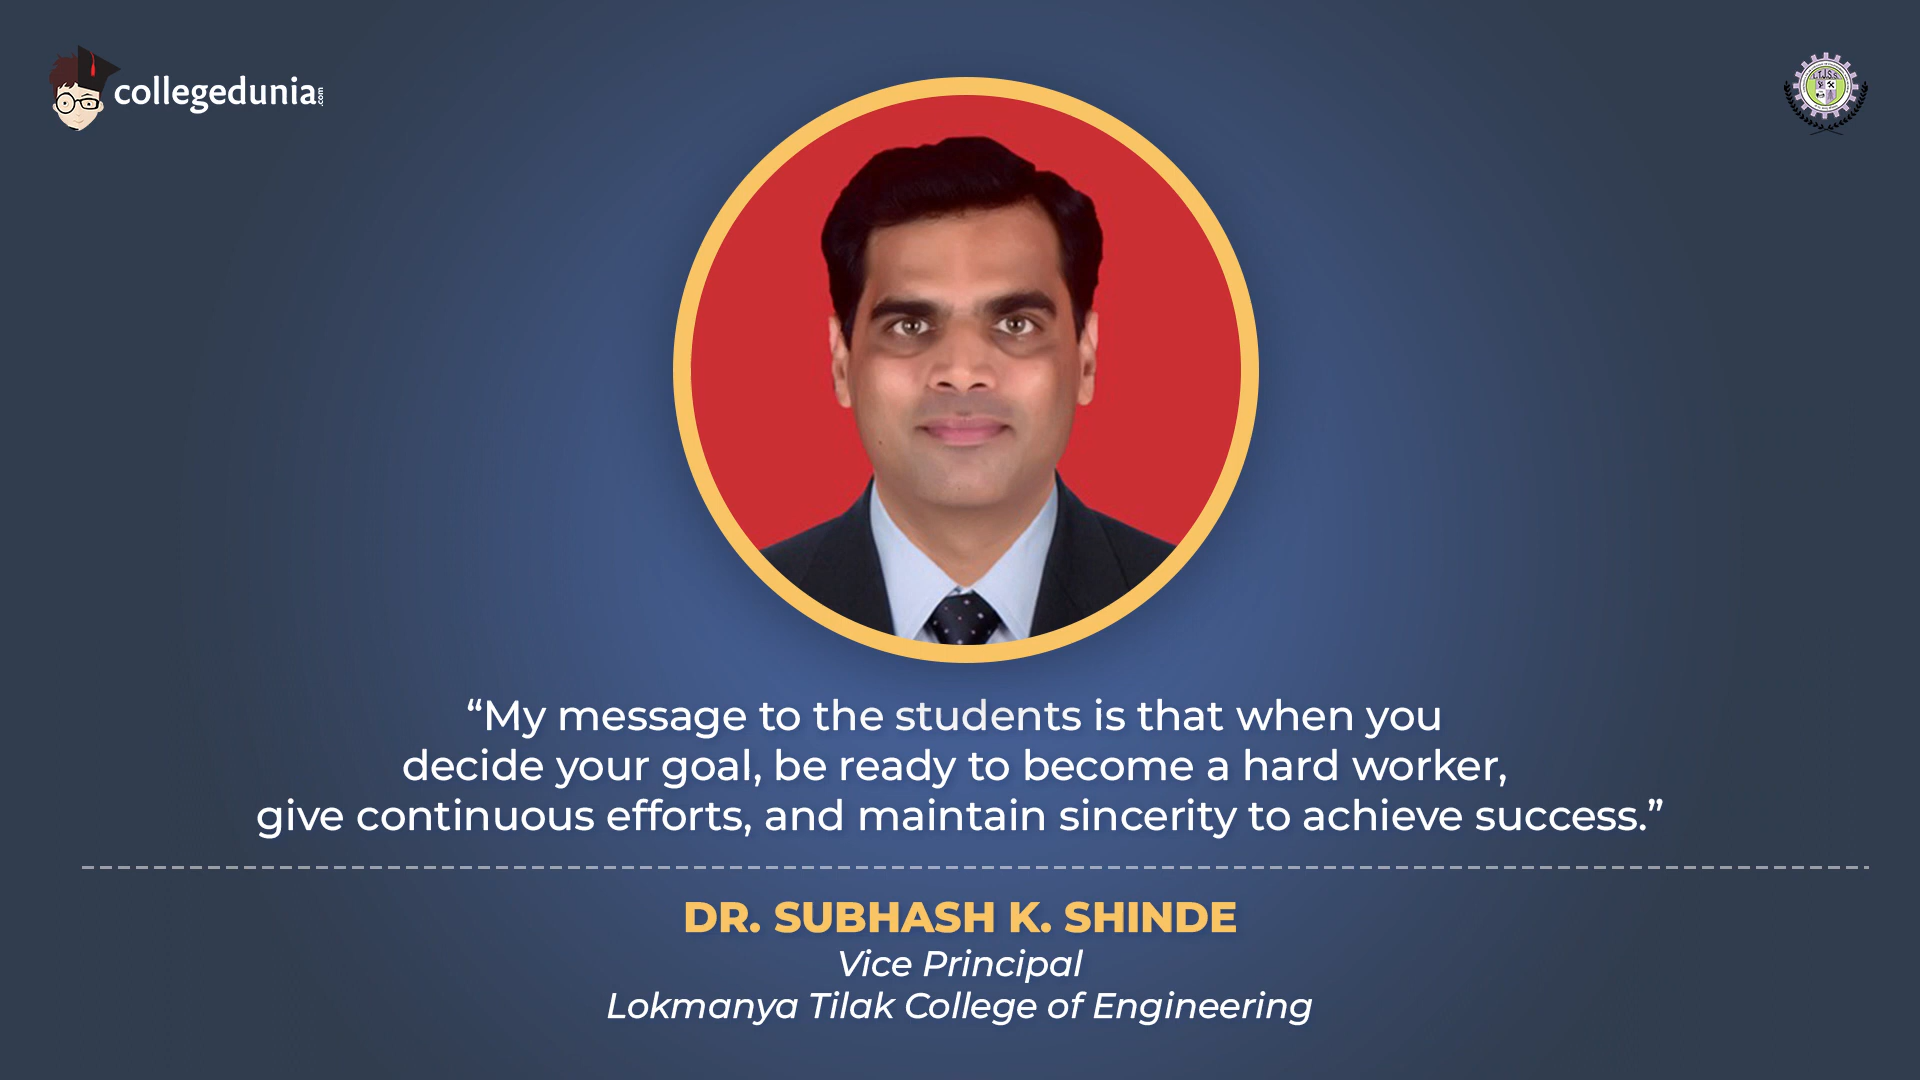 collegedunia.com
LTJSS
“My message to the students is that when you
decide your goal, be ready to become a hard worker,
give continuous efforts, and maintain sincerity to achieve success.”
DR. SUBHASH K. SHINDE
Vice Principal
Lokmanya Tilak College of Engineering